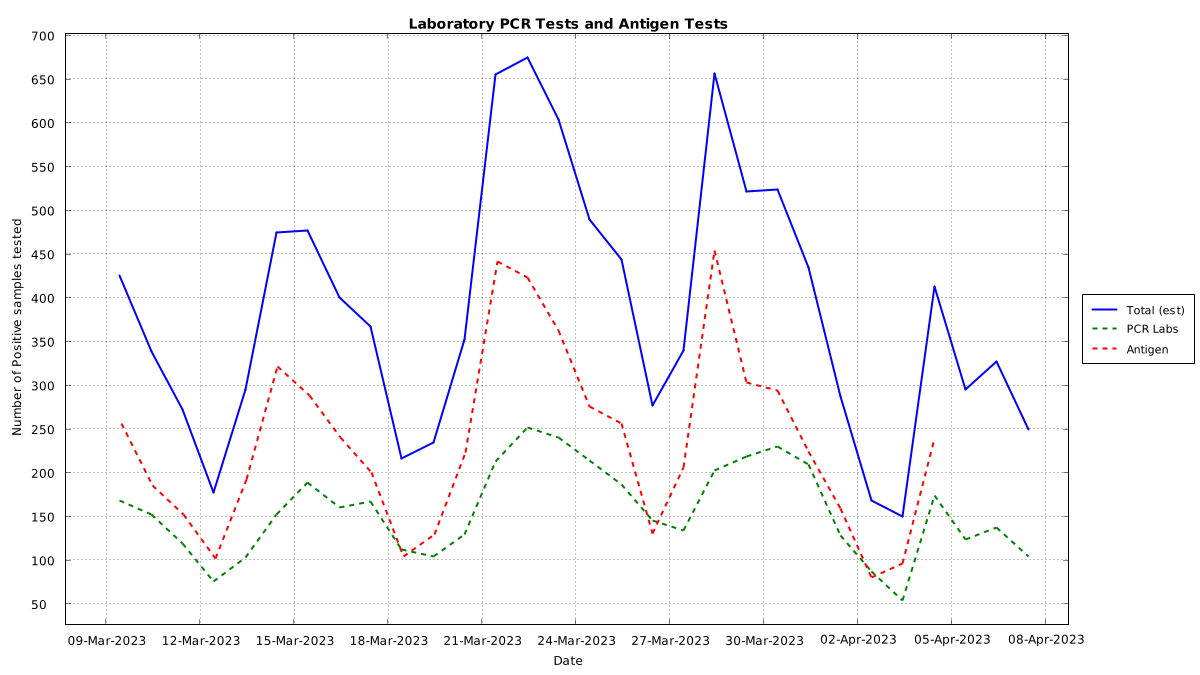 Laboratory PCR Tests and Antigen Tests
Number of Positive samples tested
700
650
600
550
500
450
400
350
300
250
200
150
100
50
09-Mar-2023 12-Mar-2023 15-Mar-2023 18-Mar-2023 21-Mar-2023 24-Mar-2023 27-Mar-2023 30-Mar-2023 02-Apr-2023 05-Apr-2023 08-Apr-2023
Date
Total (est)
PCR Labs
Antigen